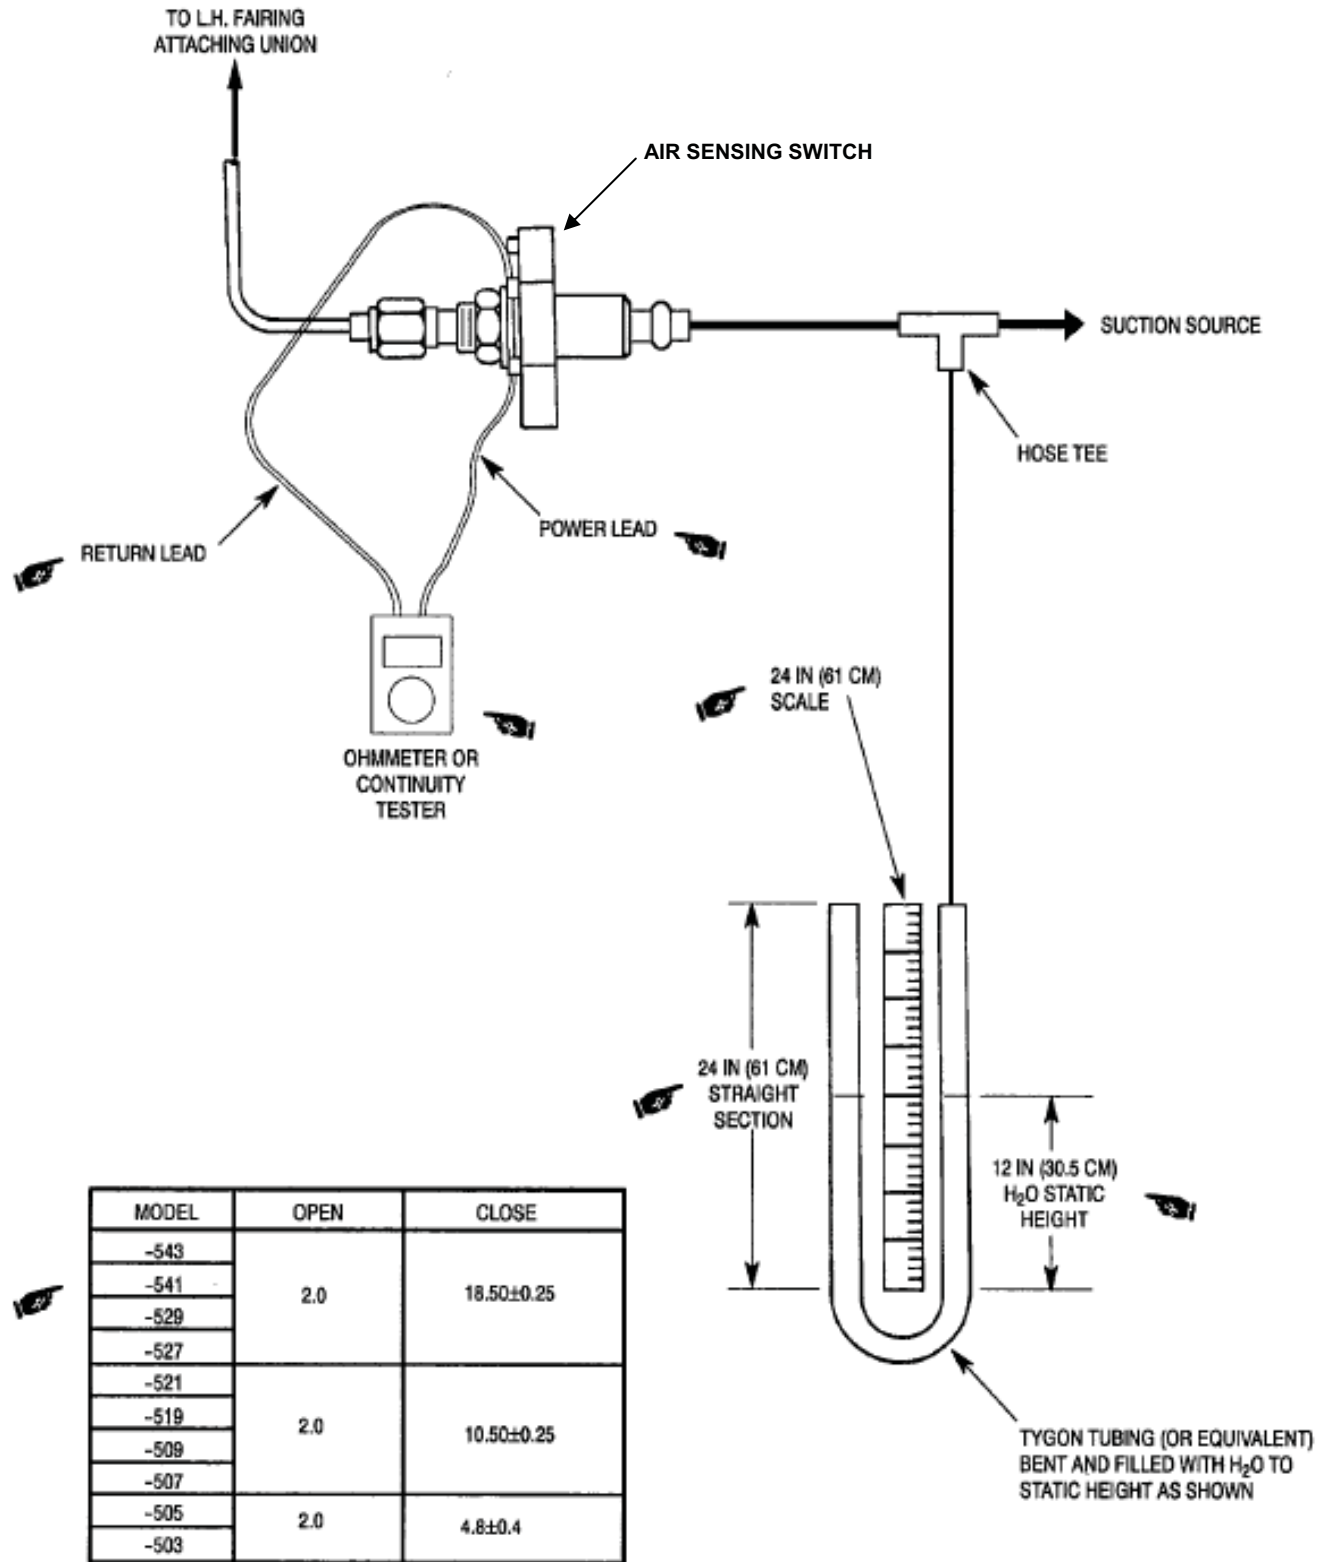 TO L.H. FAIRING
ATTACHING UNION
AIR SENSING SWITCH
SUCTION SOURCE
HOSE TEE
POWER LEAD
RETURN LEAD
24 IN (61 CM)
SCALE
OHMMETER OR
CONTINUITY
TESTER
24 IN (61 CM)
STRAIGHT
SECTION
12 IN (30.5 CM)
H₂O STATIC
HEIGHT
MODEL OPEN CLOSE
-543
-541
2.0 18.50±0.25
-529
-527
-521
-519
2.0 10.50±0.25
-509
-507
-505
2.0 4.8±0.4
-503
TYGON TUBING (OR EQUIVALENT)
BENT AND FILLED WITH H₂O TO
STATIC HEIGHT AS SHOWN